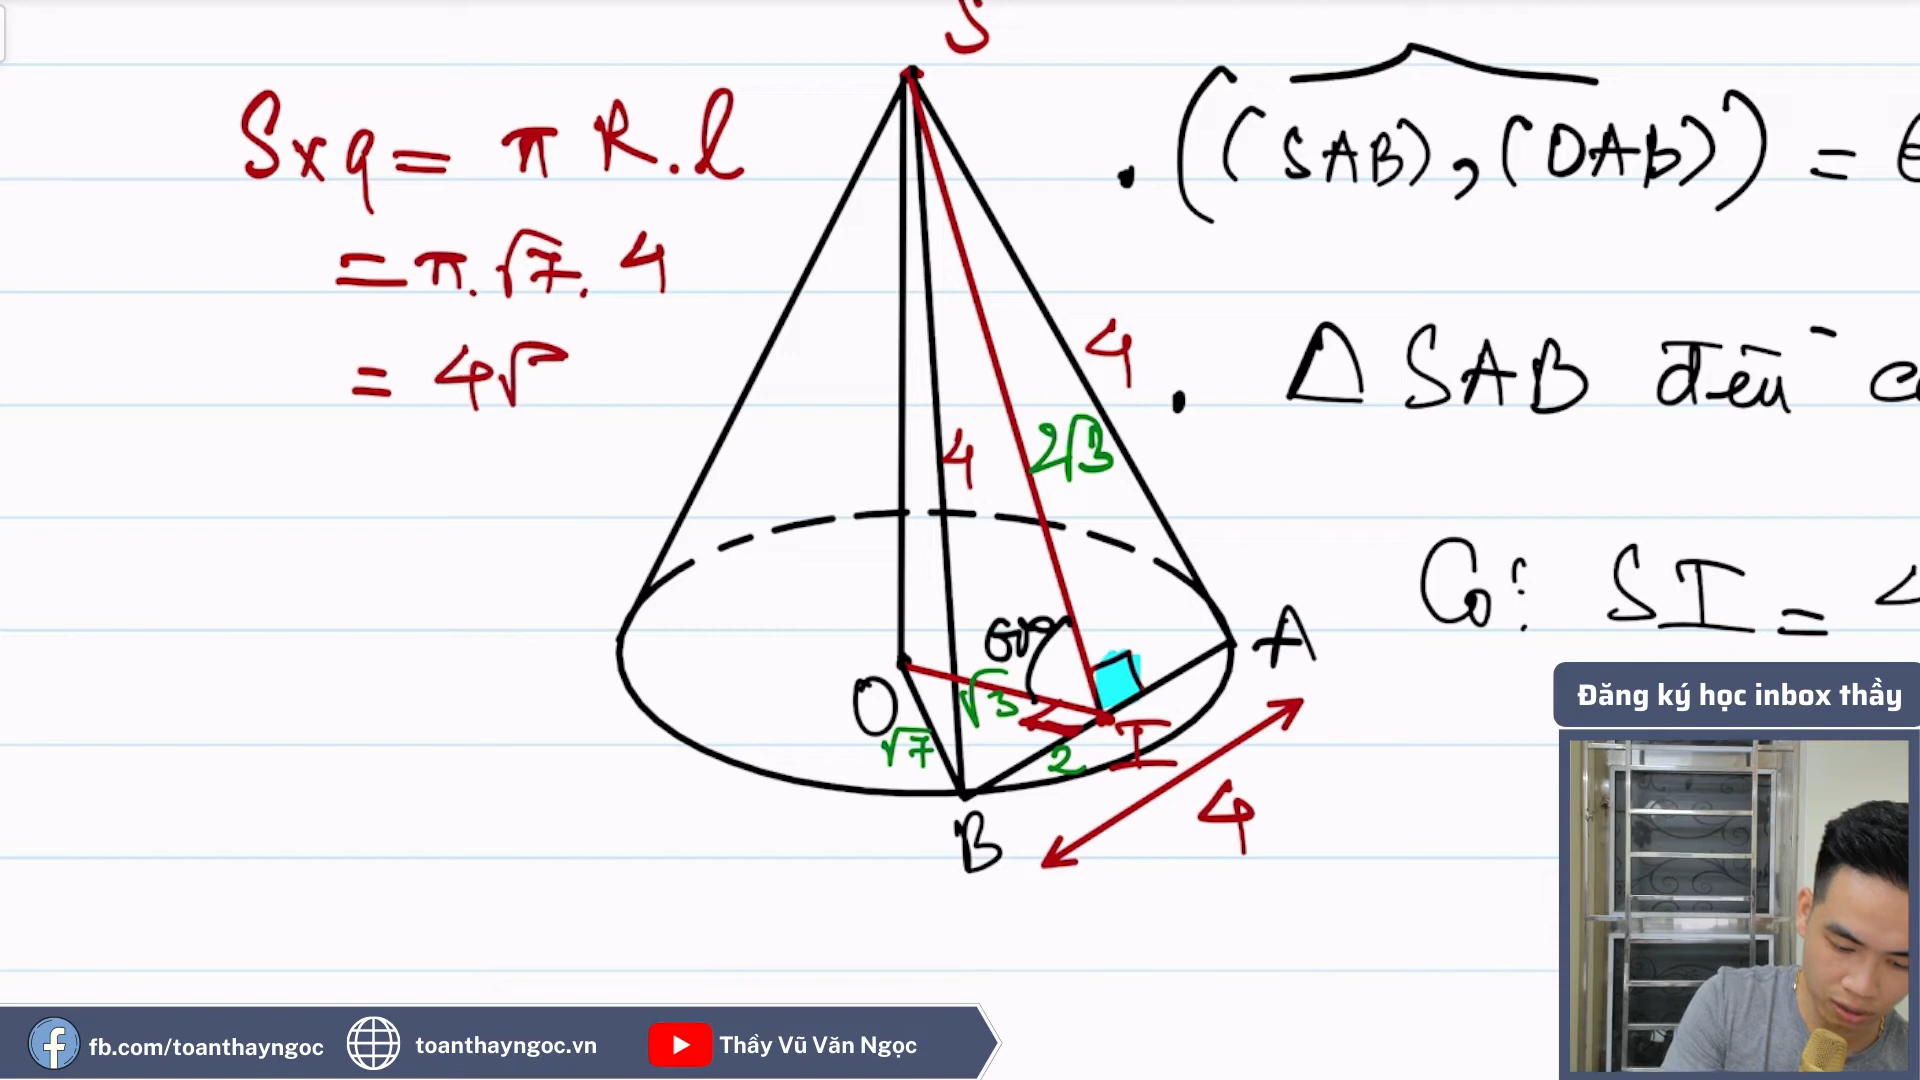 S
Sxq = π R.l
= π.√7.4
= 4√
4
4
2√3
60°
O
√3
√7
2
I
A
B
4
.((SAB),(OAB)) =
. Δ SAB đều
Có: SI =
Đăng ký học inbox thầy
fb.com/toanthayngoc
toanthayngoc.vn
Thầy Vũ Văn Ngọc